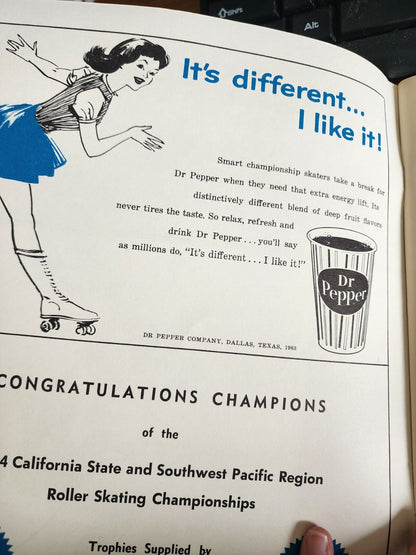 Shift
Alt
It's different...
I like it!
Smart championship skaters take a break for
Dr Pepper when they need that extra energy lift. Its
distinctively different blend of deep fruit flavors
never tires the taste. So relax, refresh and
drink Dr Pepper...you'll say
as millions do, "It's different...I like it!"
Dr
Pepper
DR PEPPER COMPANY, DALLAS, TEXAS, 1963
CONGRATULATIONS CHAMPIONS
of the
4 California State and Southwest Pacific Region
Roller Skating Championships
Trophies Supplied by